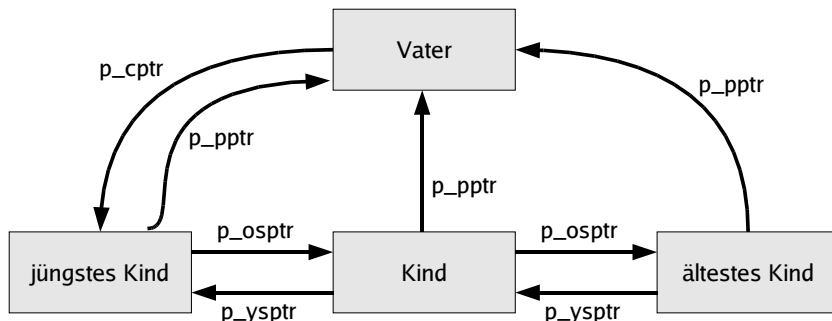 Vater
p_cptr
p_pptr
p_pptr
p_pptr
p_osptr
p_osptr
jüngstes Kind
Kind
ältestes Kind
p_ysptr
p_ysptr